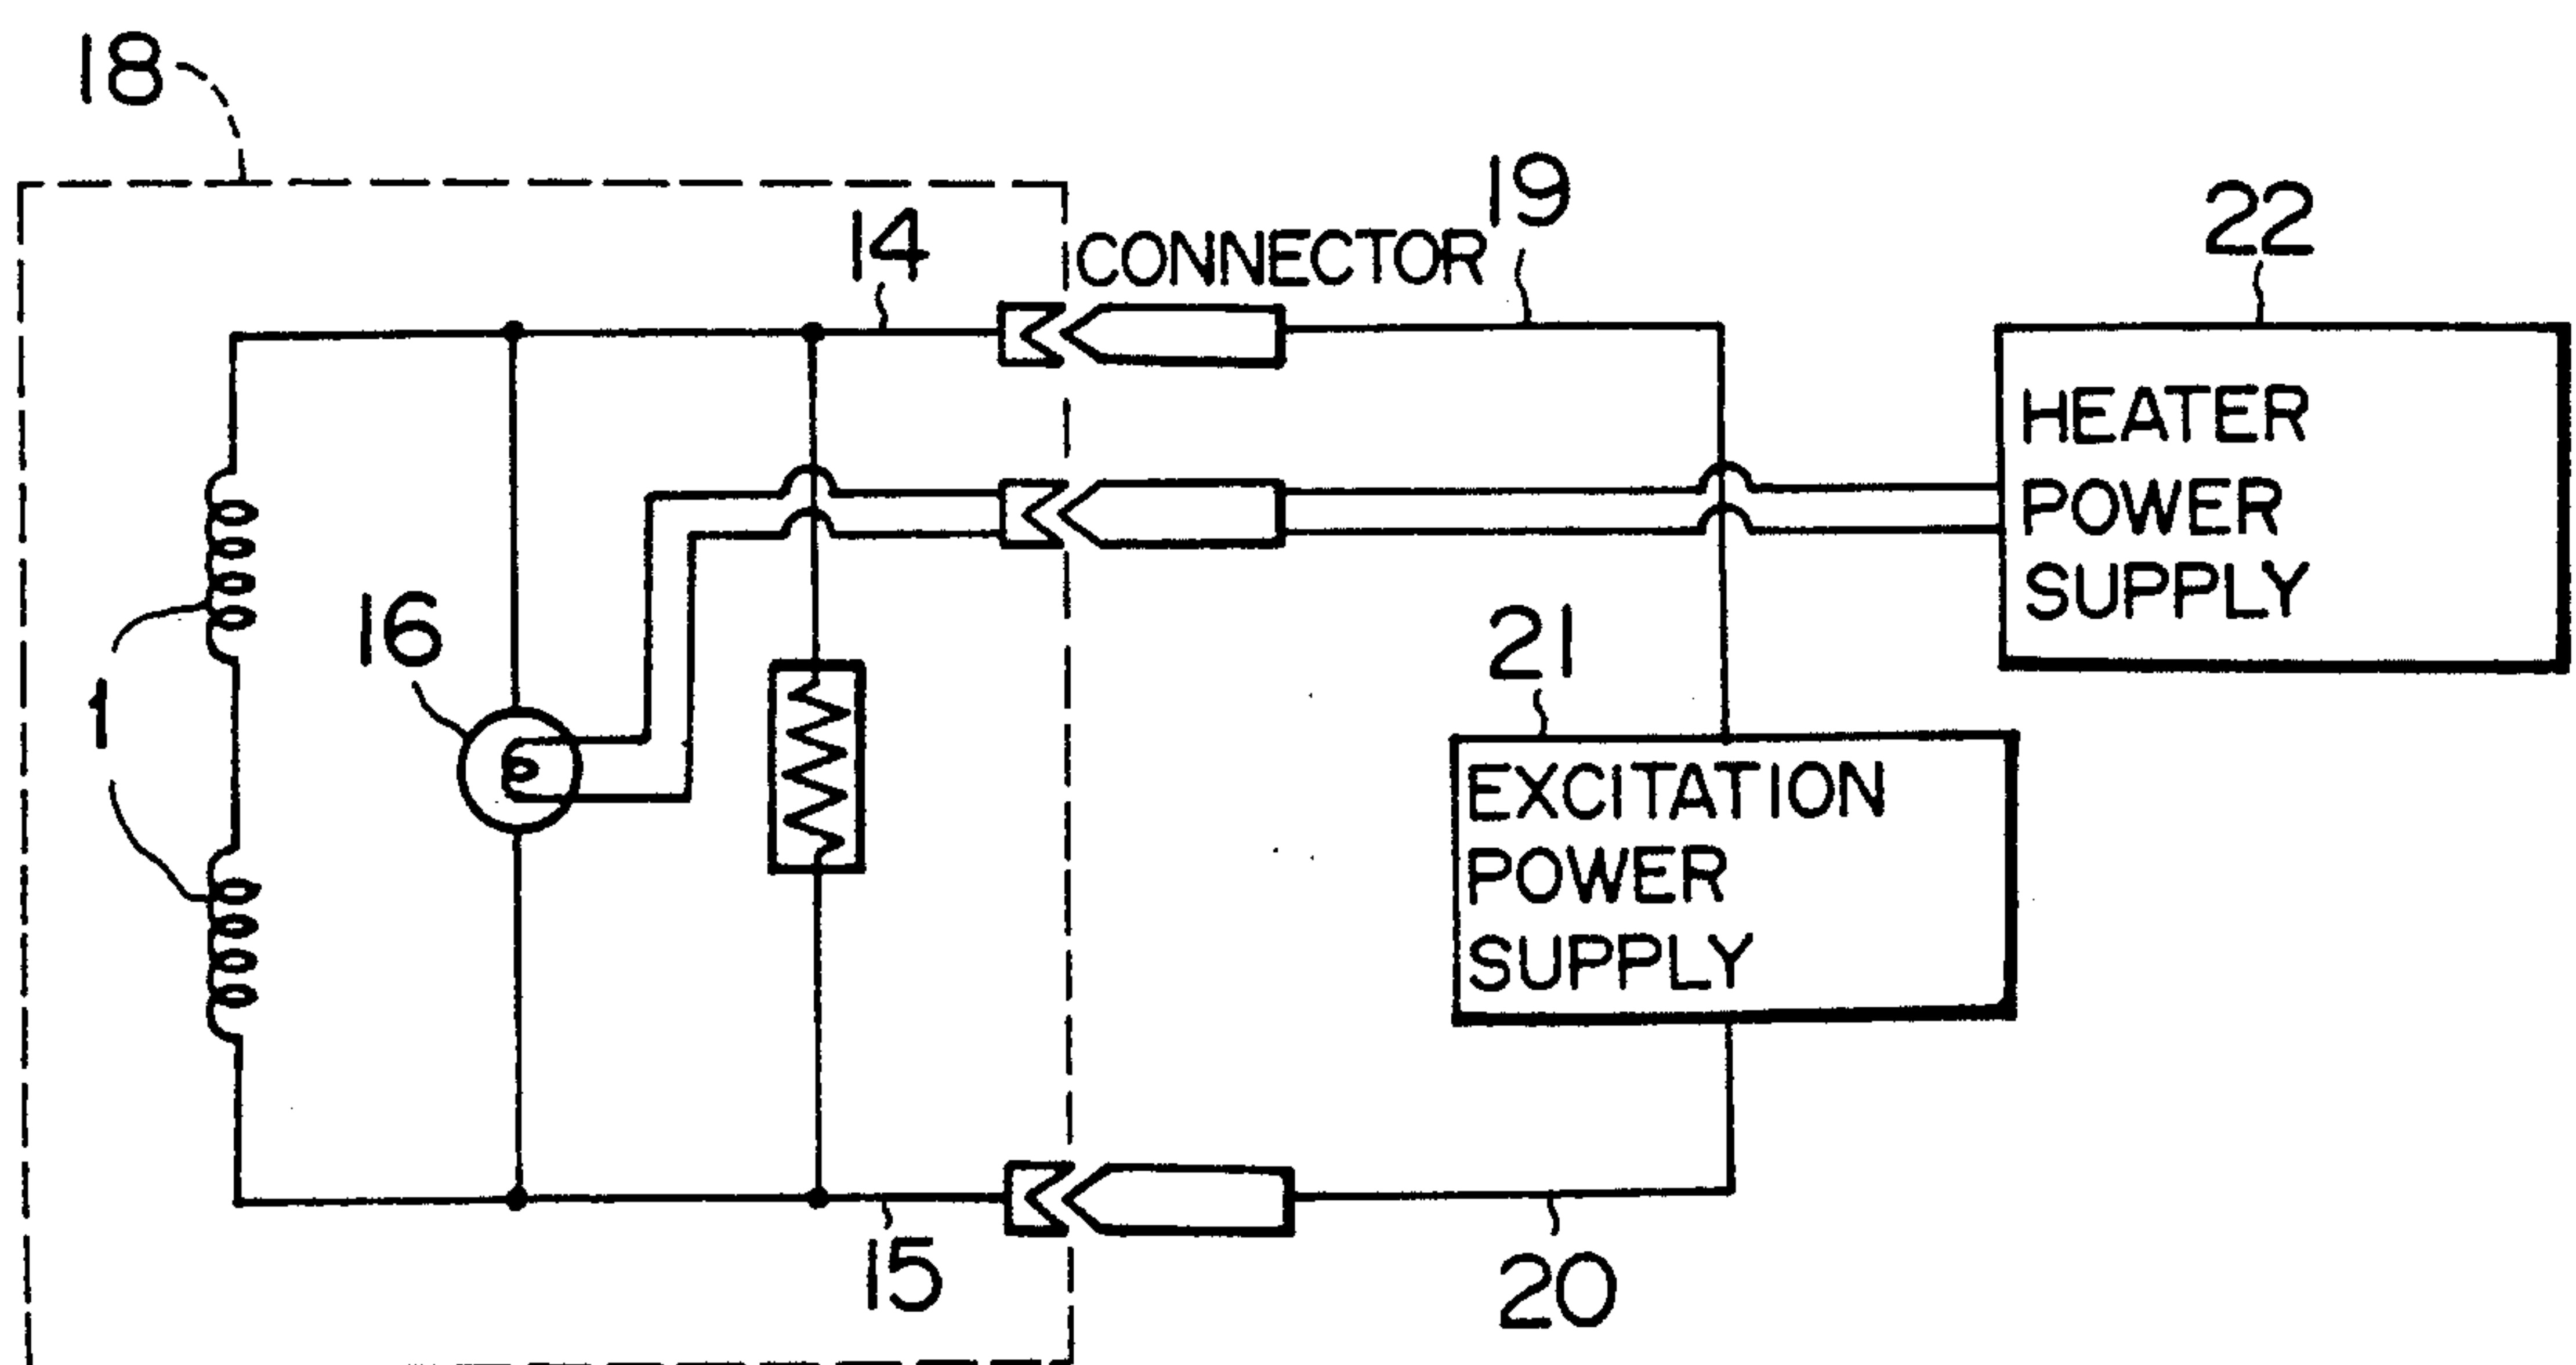 18
14
CONNECTOR
19
22
HEATER
POWER
SUPPLY
16
21
1
EXCITATION
POWER
SUPPLY
15
20